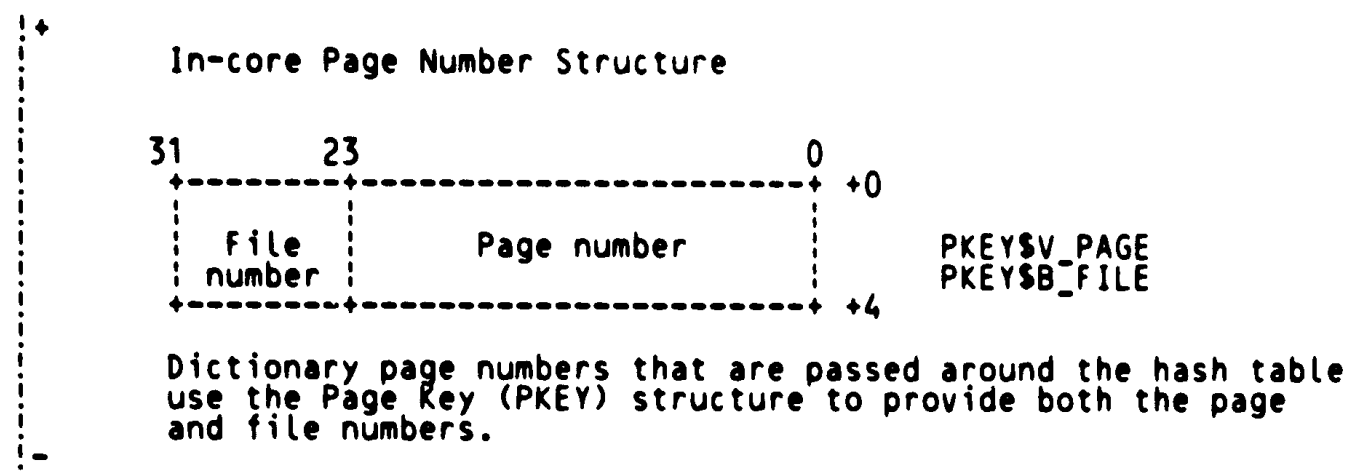 !+
In-core Page Number Structure
31 23 0
+---------+--------------------------+ +0
File Page number PKEY$V_PAGE
number PKEY$B_FILE
+---------+--------------------------+ +4
Dictionary page numbers that are passed around the hash table
use the Page Key (PKEY) structure to provide both the page
and file numbers.
!-